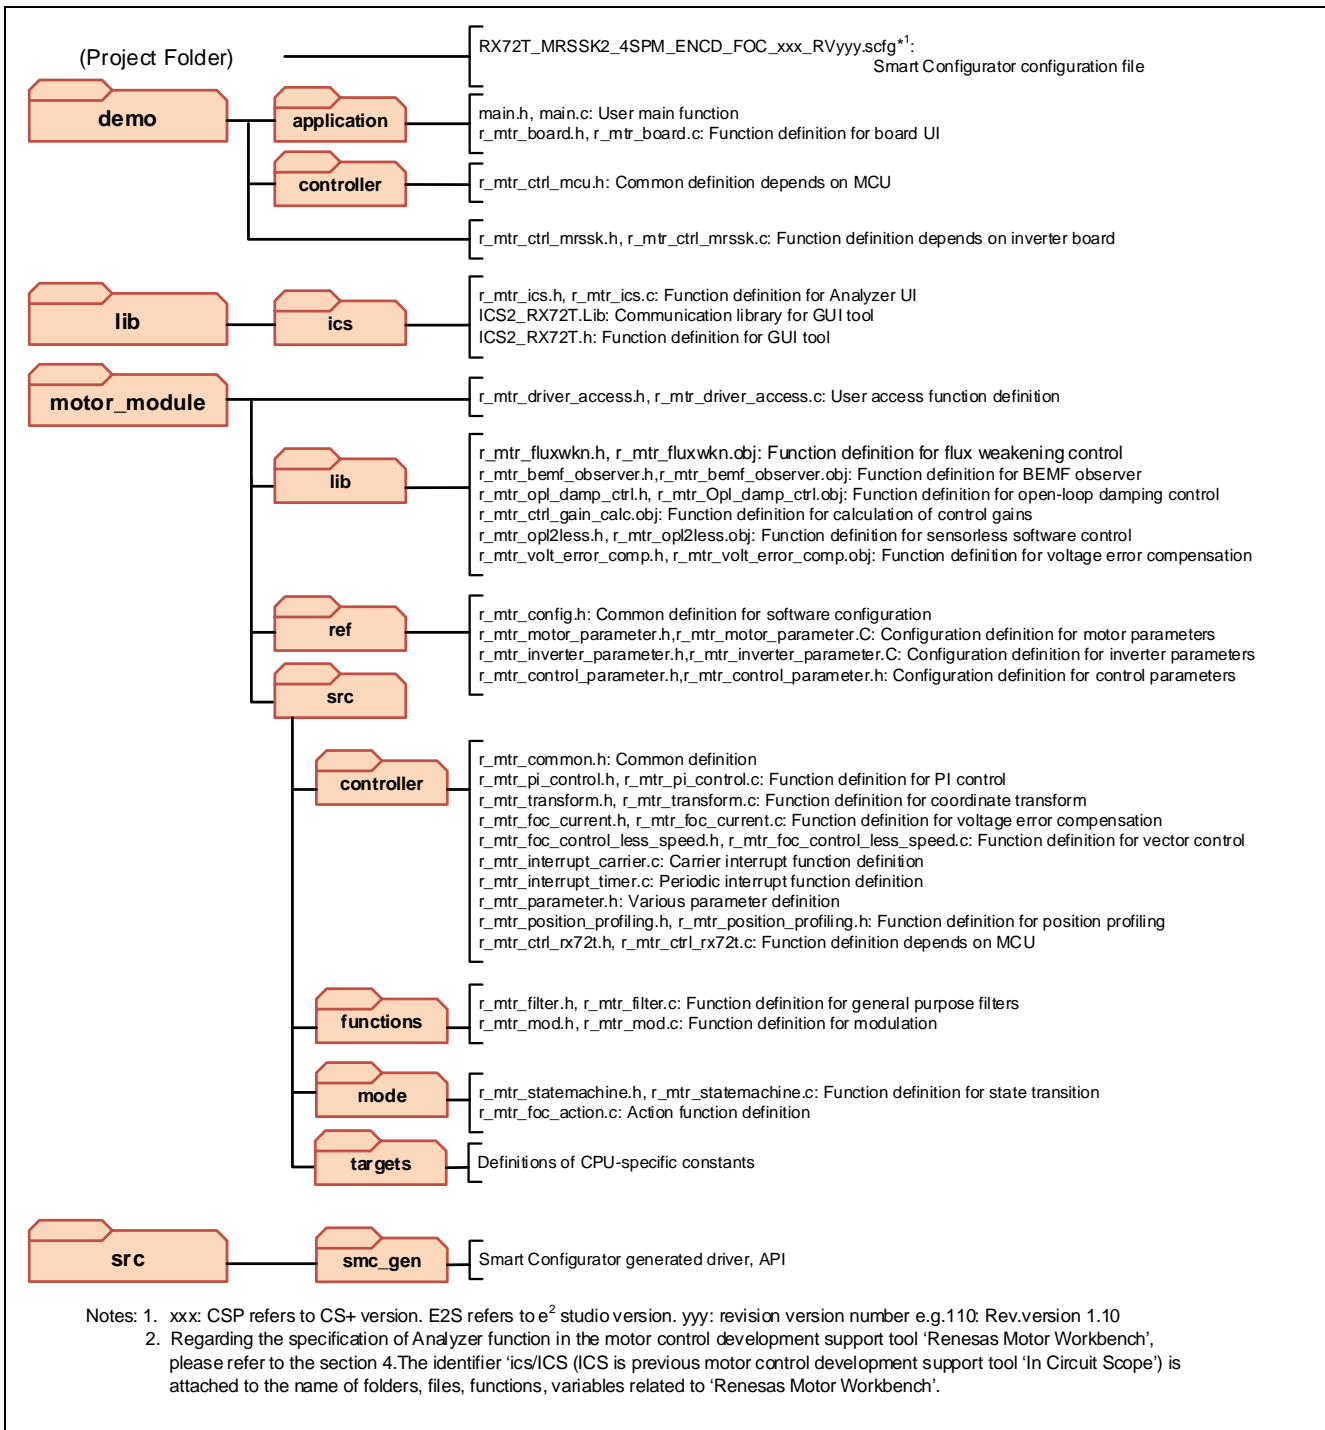 (Project Folder)
RX72T_MRSSK2_4SPM_ENCD_FOC_xxx_RVyyy.scfg*1:
Smart Configurator configuration file
demo
application
main.h, main.c: User main function
r_mtr_board.h, r_mtr_board.c: Function definition for board UI
controller
r_mtr_ctrl_mcu.h: Common definition depends on MCU
r_mtr_ctrl_mrssk.h, r_mtr_ctrl_mrssk.c: Function definition depends on inverter board
lib
ics
r_mtr_ics.h, r_mtr_ics.c: Function definition for Analyzer UI
ICS2_RX72T.Lib: Communication library for GUI tool
ICS2_RX72T.h: Function definition for GUI tool
motor_module
r_mtr_driver_access.h, r_mtr_driver_access.c: User access function definition
lib
r_mtr_fluxwkn.h, r_mtr_fluxwkn.obj: Function definition for flux weakening control
r_mtr_bemf_observer.h,r_mtr_bemf_observer.obj: Function definition for BEMF observer
r_mtr_opl_damp_ctrl.h, r_mtr_Opl_damp_ctrl.obj: Function definition for open-loop damping control
r_mtr_ctrl_gain_calc.obj: Function definition for calculation of control gains
r_mtr_opl2less.h, r_mtr_opl2less.obj: Function definition for sensorless software control
r_mtr_volt_error_comp.h, r_mtr_volt_error_comp.obj: Function definition for voltage error compensation
ref
r_mtr_config.h: Common definition for software configuration
r_mtr_motor_parameter.h,r_mtr_motor_parameter.C: Configuration definition for motor parameters
r_mtr_inverter_parameter.h,r_mtr_inverter_parameter.C: Configuration definition for inverter parameters
r_mtr_control_parameter.h,r_mtr_control_parameter.h: Configuration definition for control parameters
src
controller
r_mtr_common.h: Common definition
r_mtr_pi_control.h, r_mtr_pi_control.c: Function definition for PI control
r_mtr_transform.h, r_mtr_transform.c: Function definition for coordinate transform
r_mtr_foc_current.h, r_mtr_foc_current.c: Function definition for voltage error compensation
r_mtr_foc_control_less_speed.h, r_mtr_foc_control_less_speed.c: Function definition for vector control
r_mtr_interrupt_carrier.c: Carrier interrupt function definition
r_mtr_interrupt_timer.c: Periodic interrupt function definition
r_mtr_parameter.h: Various parameter definition
r_mtr_position_profiling.h, r_mtr_position_profiling.h: Function definition for position profiling
r_mtr_ctrl_rx72t.h, r_mtr_ctrl_rx72t.c: Function definition depends on MCU
functions
r_mtr_filter.h, r_mtr_filter.c: Function definition for general purpose filters
r_mtr_mod.h, r_mtr_mod.c: Function definition for modulation
mode
r_mtr_statemachine.h, r_mtr_statemachine.c: Function definition for state transition
r_mtr_foc_action.c: Action function definition
targets
Definitions of CPU-specific constants
src
smc_gen
Smart Configurator generated driver, API
Notes: 1. xxx: CSP refers to CS+ version. E2S refers to e2 studio version. yyy: revision version number e.g.110: Rev.version 1.10
2. Regarding the specification of Analyzer function in the motor control development support tool ‘Renesas Motor Workbench’,
please refer to the section 4.The identifier ‘ics/ICS (ICS is previous motor control development support tool ‘In Circuit Scope’) is
attached to the name of folders, files, functions, variables related to ‘Renesas Motor Workbench’.